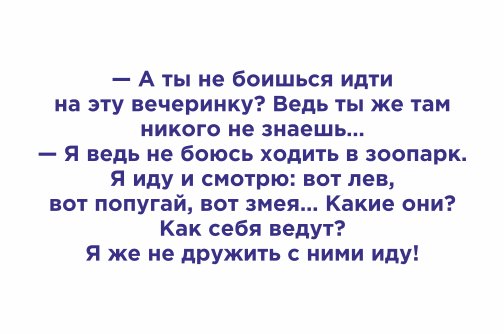 — А ты не боишься идти
на эту вечеринку? Ведь ты же там
никого не знаешь...
— Я ведь не боюсь ходить в зоопарк.
Я иду и смотрю: вот лев,
вот попугай, вот змея... Какие они?
Как себя ведут?
Я же не дружить с ними иду!